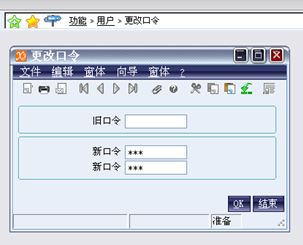 功能 > 用户 > 更改口令
更改口令
文件 编辑 窗体 向导 窗体 ?
旧口令
新口令 ***
新口令 ***
OK 结束
准备